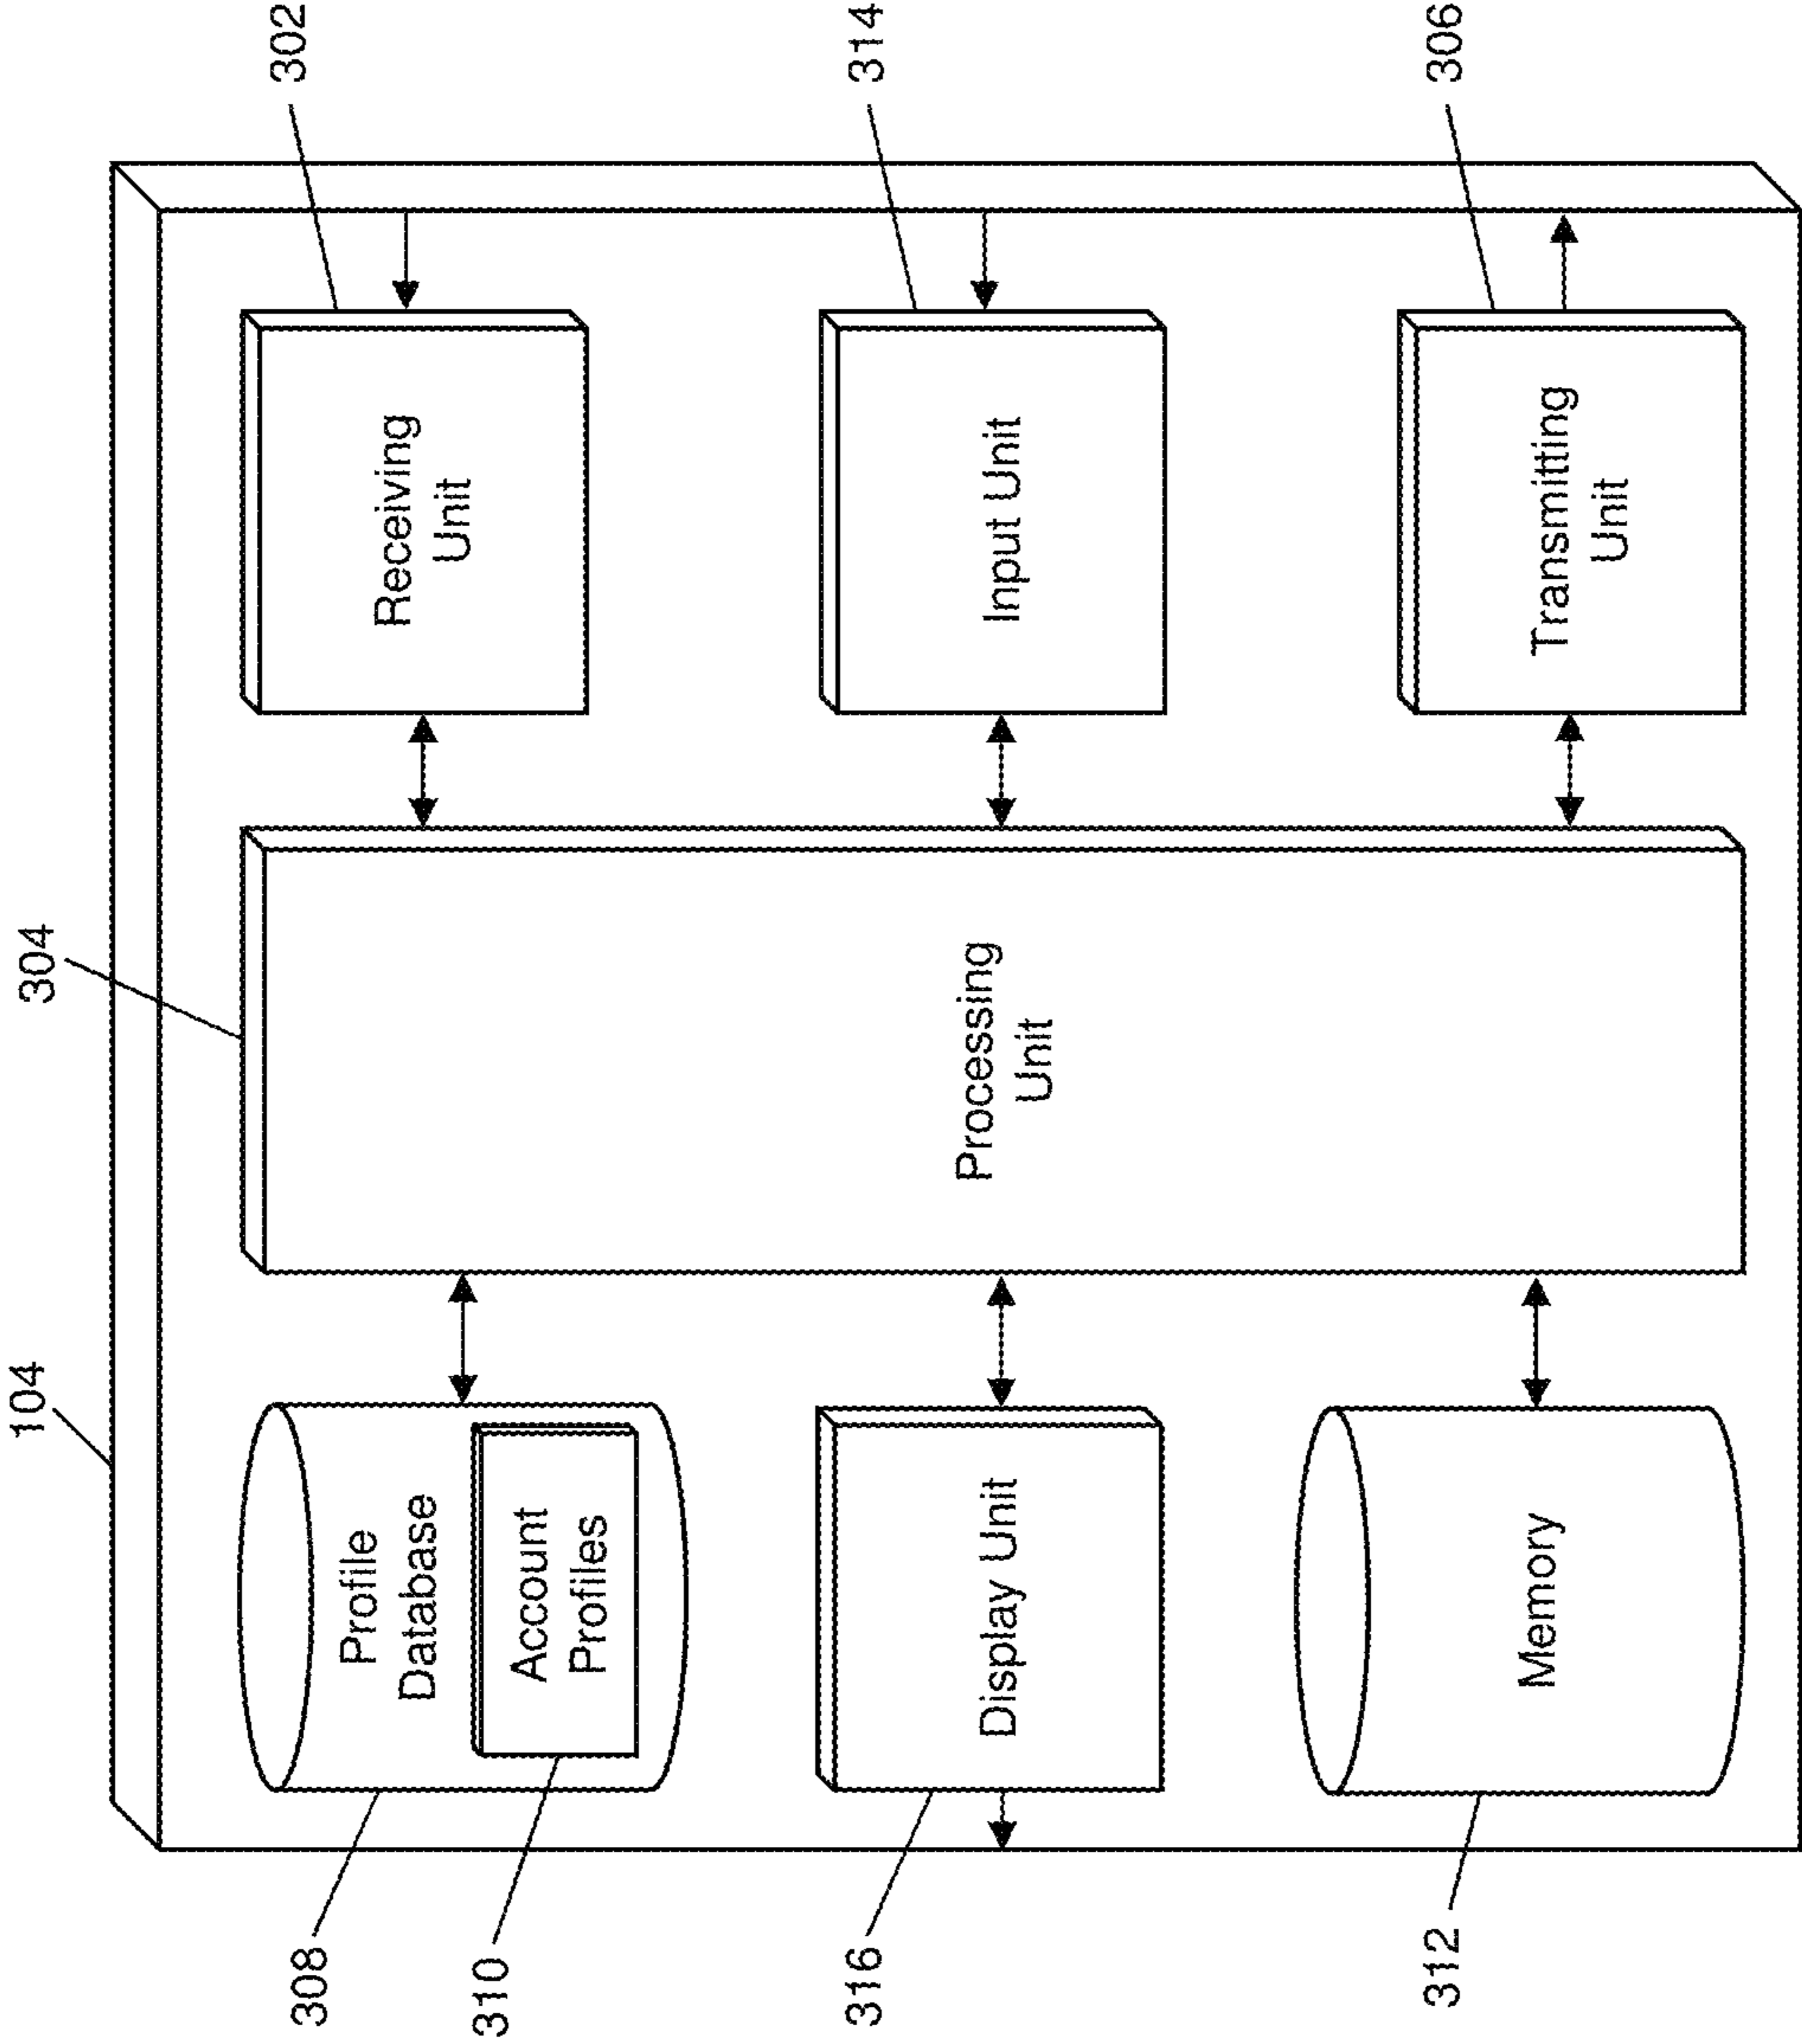 104
304
308
Profile
Database
310
Account
Profiles
302
Receiving
Unit
316
Display Unit
Processing
Unit
314
Input Unit
312
Memory
306
Transmitting
Unit